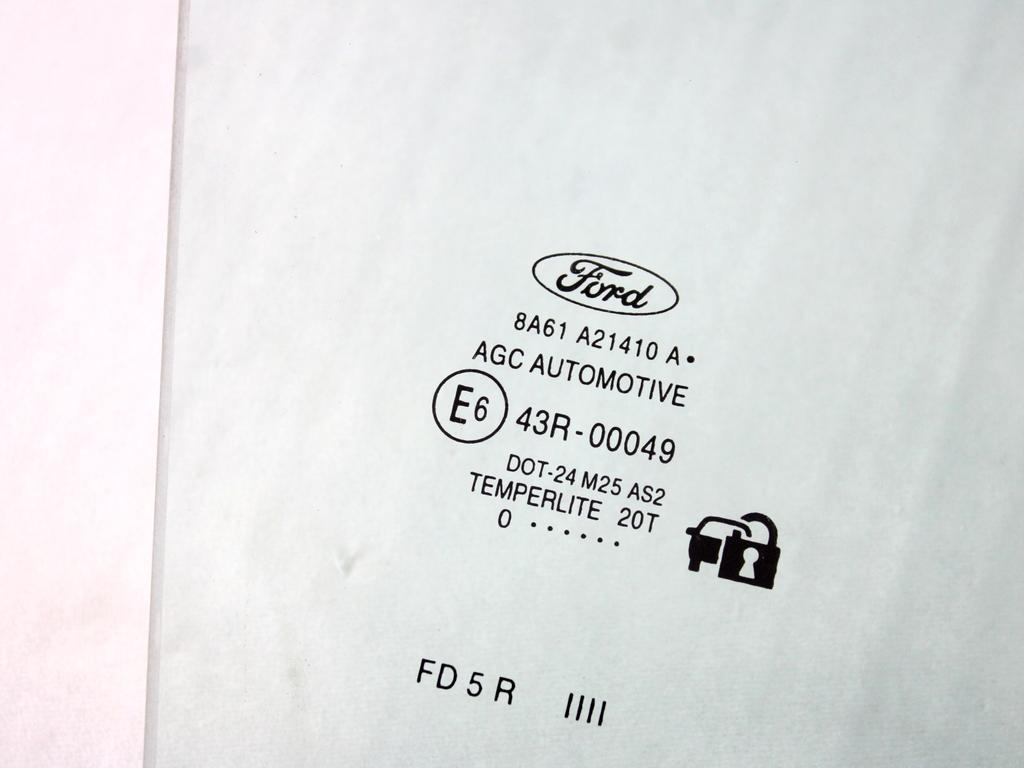 Ford
8A61 A21410 A•
AGC AUTOMOTIVE
E6 43R-00049
DOT-24 M25 AS2
TEMPERLITE 20T
0 ······
FD 5 R IIII